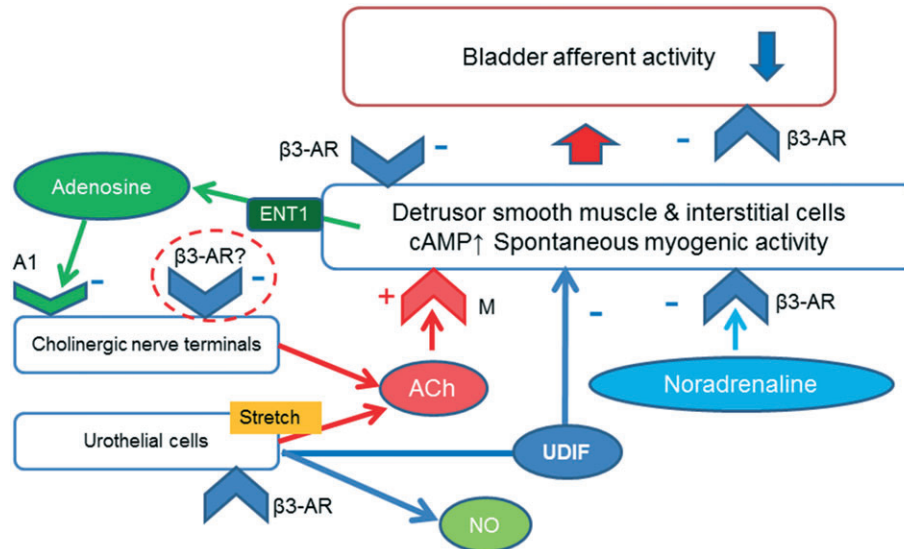 Bladder afferent activity
β3-AR
-
-
β3-AR
Adenosine
ENT1
Detrusor smooth muscle & interstitial cells
cAMP↑ Spontaneous myogenic activity
A1
-
β3-AR?
-
+
M
-
-
β3-AR
Cholinergic nerve terminals
ACh
Noradrenaline
Stretch
Urothelial cells
UDIF
β3-AR
NO